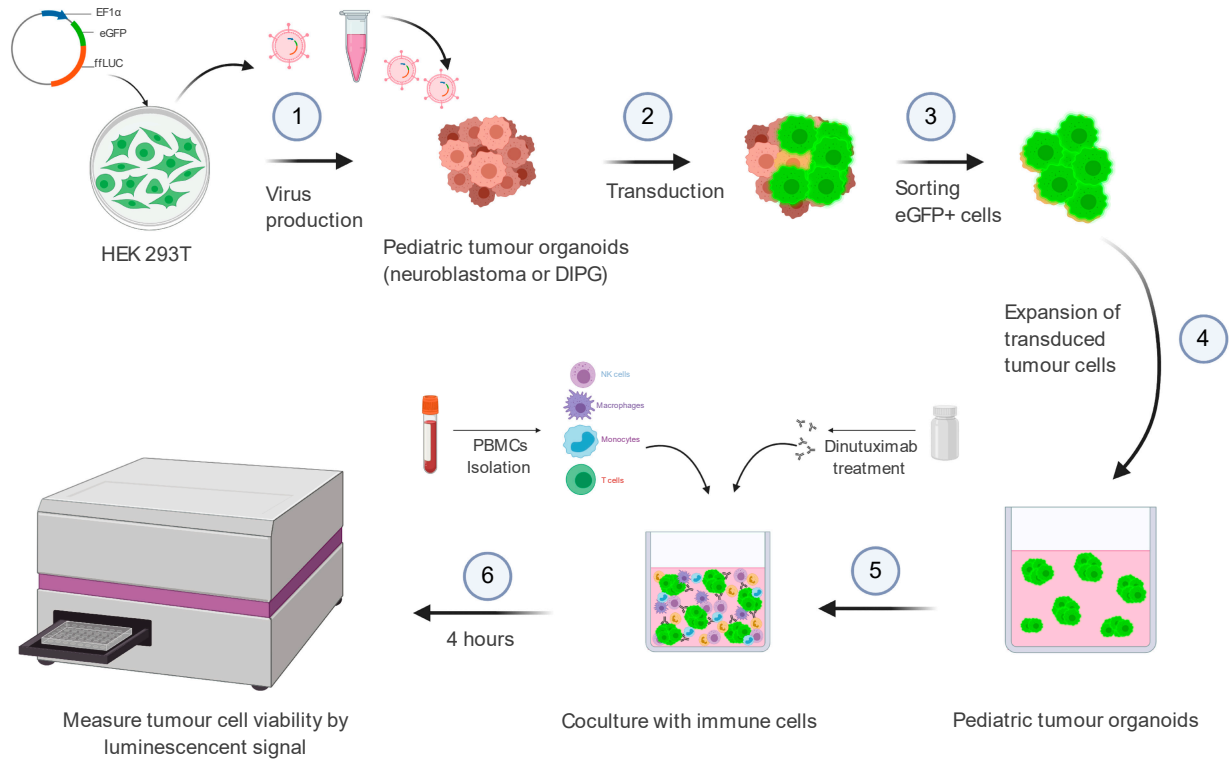 EF1α
eGFP
ffLUC
HEK 293T
1
Virus
production
Pediatric tumour organoids
(neuroblastoma or DIPG)
2
Transduction
3
Sorting
eGFP+ cells
4
Expansion of
transduced
tumour cells
PBMCs
Isolation
NK cells
Macrophages
Monocytes
T cells
Dinutuximab
treatment
5
Pediatric tumour organoids
Coculture with immune cells
6
4 hours
Measure tumour cell viability by
luminescent signal